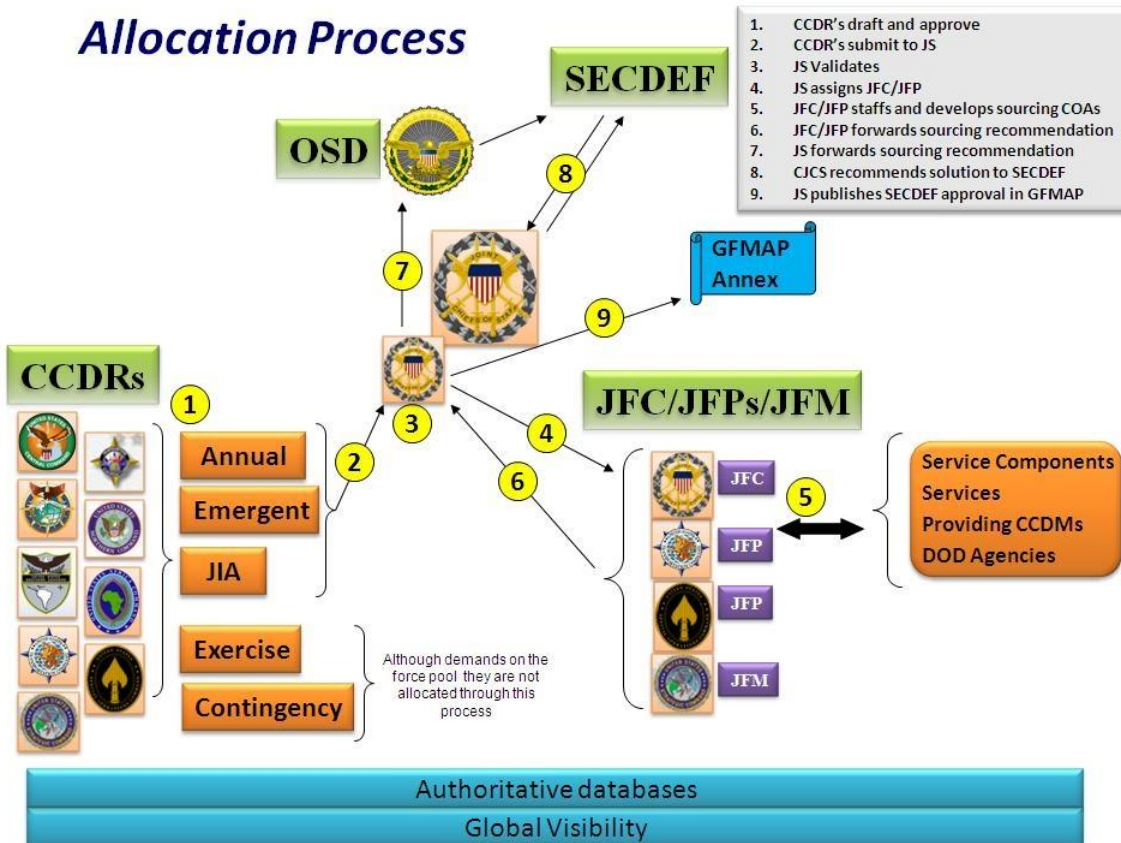 Allocation Process
1. CCDR's draft and approve
2. CCDR's submit to JS
3. JS Validates
4. JS assigns JFC/JFP
5. JFC/JFP staffs and develops sourcing COAs
6. JFC/JFP forwards sourcing recommendation
7. JS forwards sourcing recommendation
8. CJCS recommends solution to SECDEF
9. JS publishes SECDEF approval in GFMAP
SECDEF
OSD
8
JOINT
CHIEFS OF STAFF
7
GFMAP
Annex
9
CCDRs
1
3
JFC/JFPs/JFM
4
2
6
5
Annual
Emergent
JIA
Exercise
Contingency
Although demands on the
force pool they are not
allocated through this
process
JFC
JFP
JFP
JFM
Service Components
Services
Providing CCDMs
DOD Agencies
Authoritative databases
Global Visibility